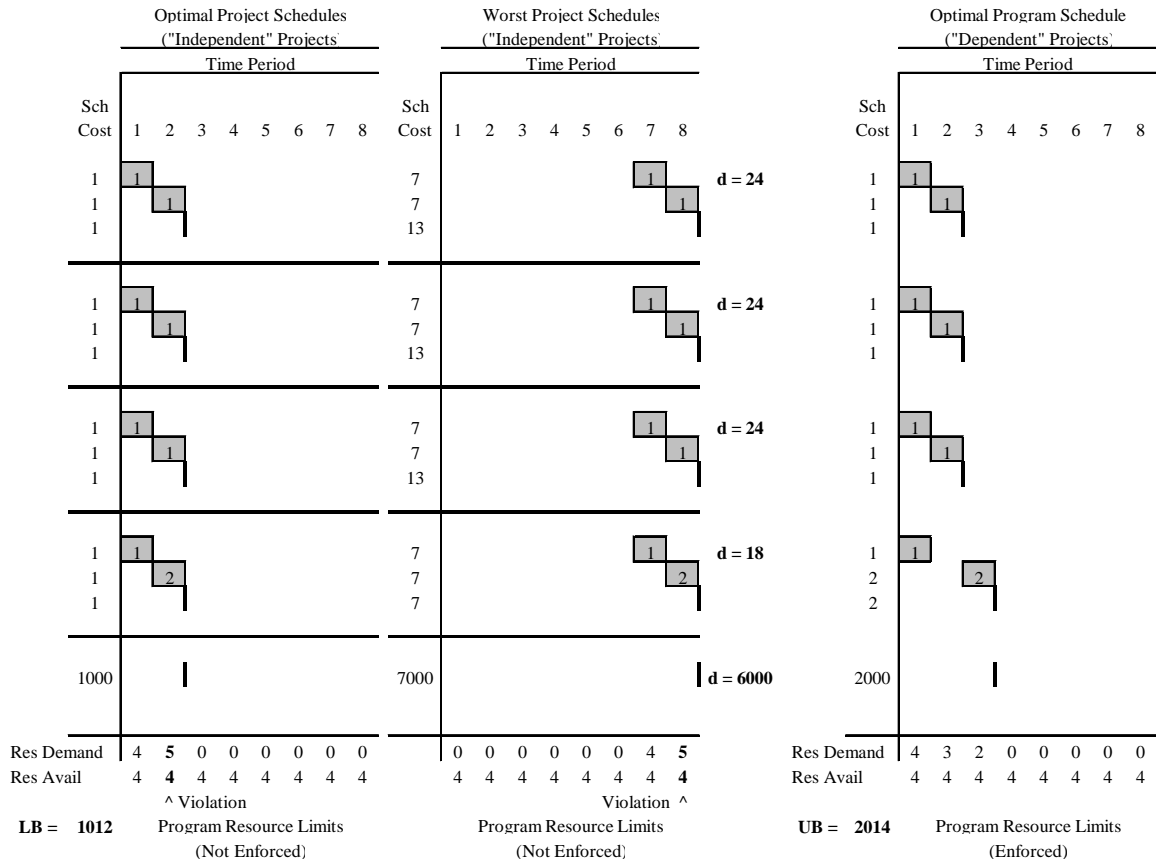 Optimal Project Schedules Worst Project Schedules Optimal Program Schedule
("Independent" Projects) ("Independent" Projects) ("Dependent" Projects)
Time Period Time Period Time Period
Sch Sch Sch
Cost 1 2 3 4 5 6 7 8 Cost 1 2 3 4 5 6 7 8 Cost 1 2 3 4 5 6 7 8
1 1 7 1 d = 24 1 1
1 1 7 1 1 1
1 13 1
1 1 7 1 d = 24 1 1
1 1 7 1 1 1
1 13 1
1 1 7 1 d = 24 1 1
1 1 7 1 1 1
1 13 1
1 1 7 1 d = 18 1 1
1 2 7 2 2 2
1 7 2
1000 7000 d = 6000 2000
Res Demand 4 5 0 0 0 0 0 0 0 0 0 0 0 0 4 5 Res Demand 4 3 2 0 0 0 0 0
Res Avail 4 4 4 4 4 4 4 4 4 4 4 4 4 4 4 4 Res Avail 4 4 4 4 4 4 4 4
^ Violation Violation ^
LB = 1012 Program Resource Limits Program Resource Limits UB = 2014 Program Resource Limits
(Not Enforced) (Not Enforced) (Enforced)